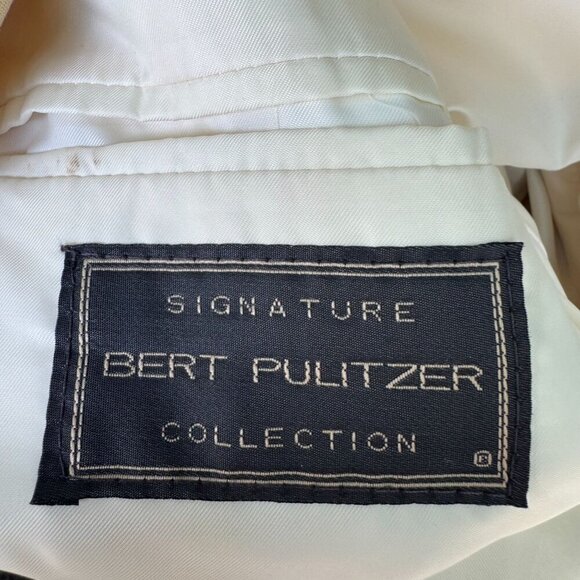 SIGNATURE
BERT PULITZER
COLLECTION
®